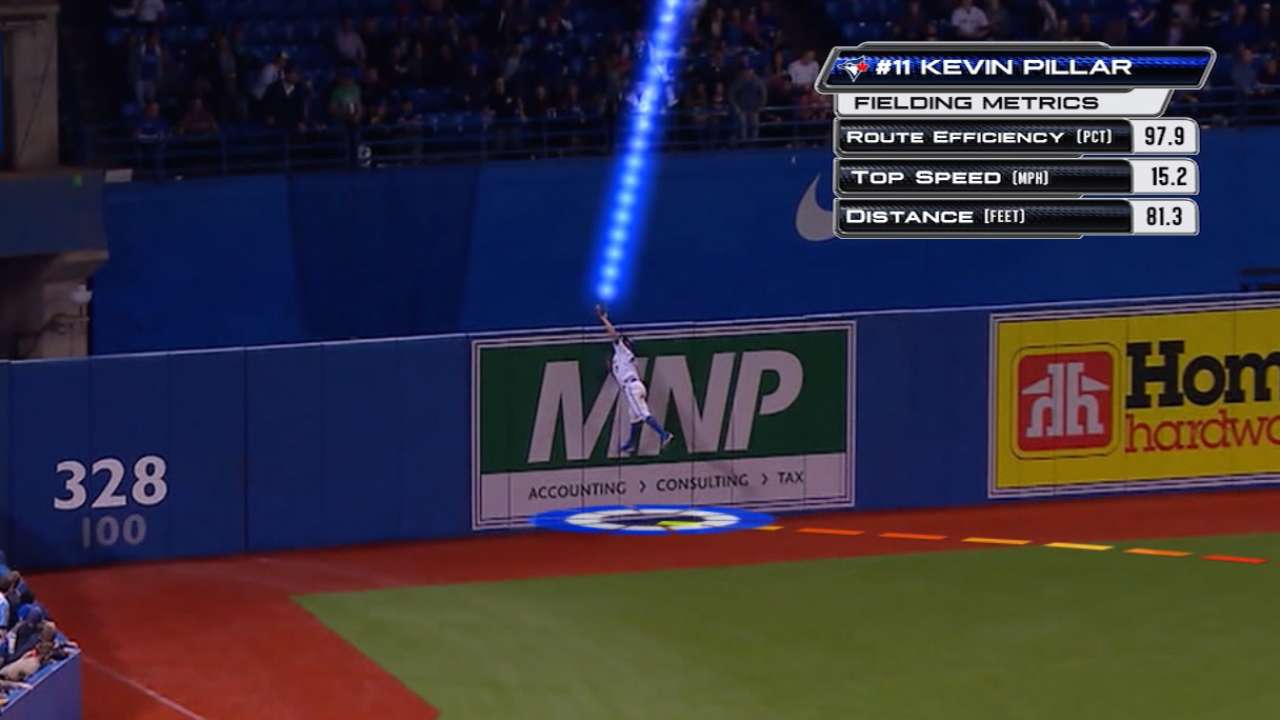 #11 KEVIN PILLAR
FIELDING METRICS
ROUTE EFFICIENCY (PCT) 97.9
TOP SPEED (MPH) 15.2
DISTANCE (FEET) 81.3
MNP
ACCOUNTING > CONSULTING > TAX
328
100
Hom
hardw